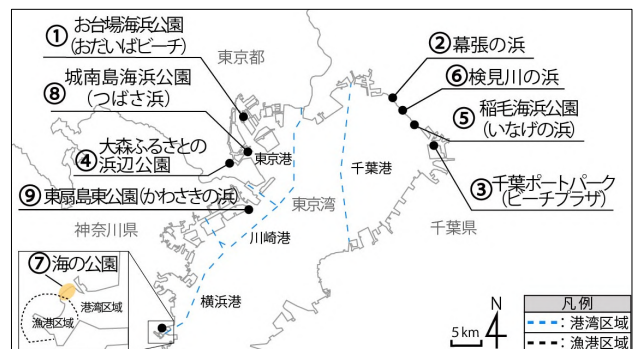 ① お台場海浜公園
(おだいばビーチ)
東京都
② 幕張の浜
⑧ 城南島海浜公園
(つばさ浜)
⑥ 検見川の浜
⑤ 稲毛海浜公園
(いなげの浜)
④ 大森ふるさとの
浜辺公園
東京港
千葉港
③ 千葉ポートパーク
(ビーチプラザ)
⑨ 東扇島東公園(かわさきの浜)
東京湾
神奈川県
川崎港
千葉県
⑦ 海の公園
港湾区域
漁港区域
横浜港
N
5km
凡例
: 港湾区域
: 漁港区域